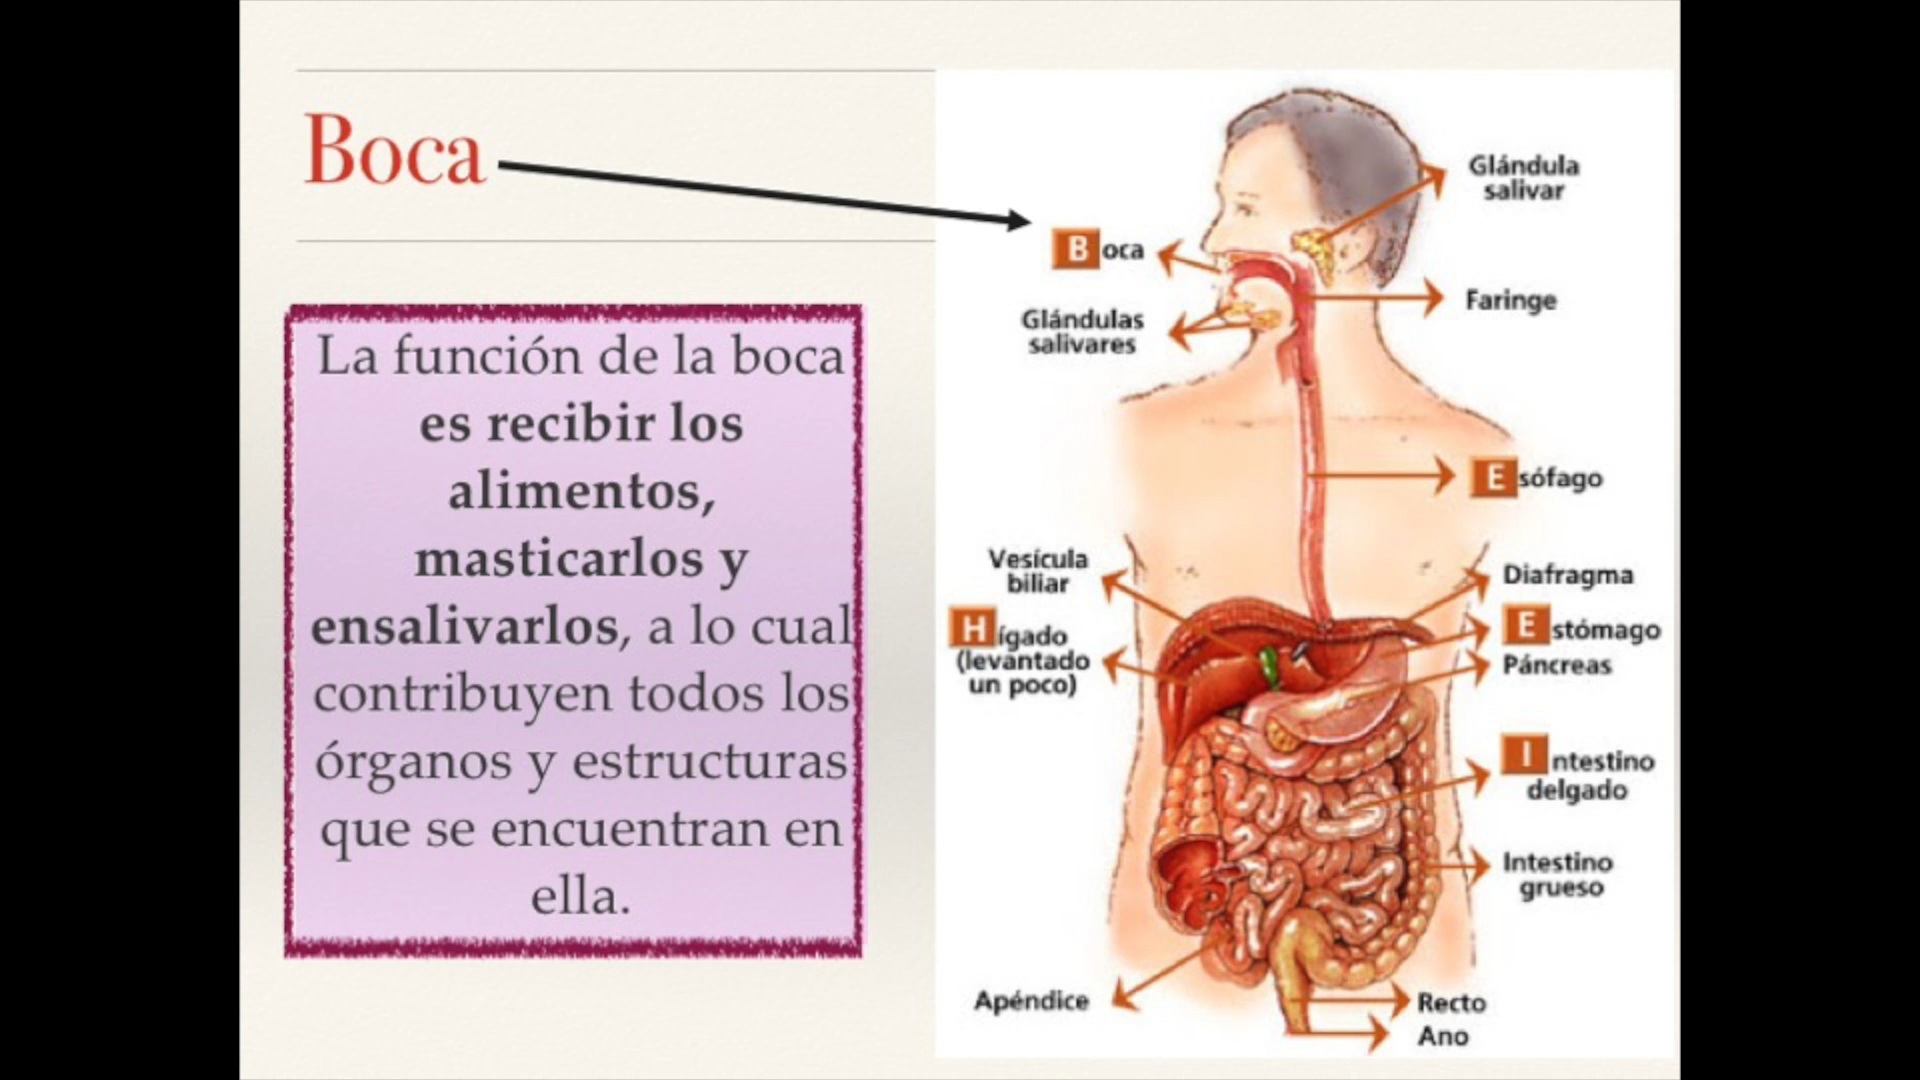 Boca
La función de la boca
es recibir los
alimentos,
masticarlos y
ensalivarlos, a lo cual
contribuyen todos los
órganos y estructuras
que se encuentran en
ella.
Glándula
salivar
Boca
Faringe
Glándulas
salivares
Esófago
Vesícula
biliar
Diafragma
Hígado
(levantado
un poco)
Estómago
Páncreas
Intestino
delgado
Intestino
grueso
Apéndice
Recto
Ano